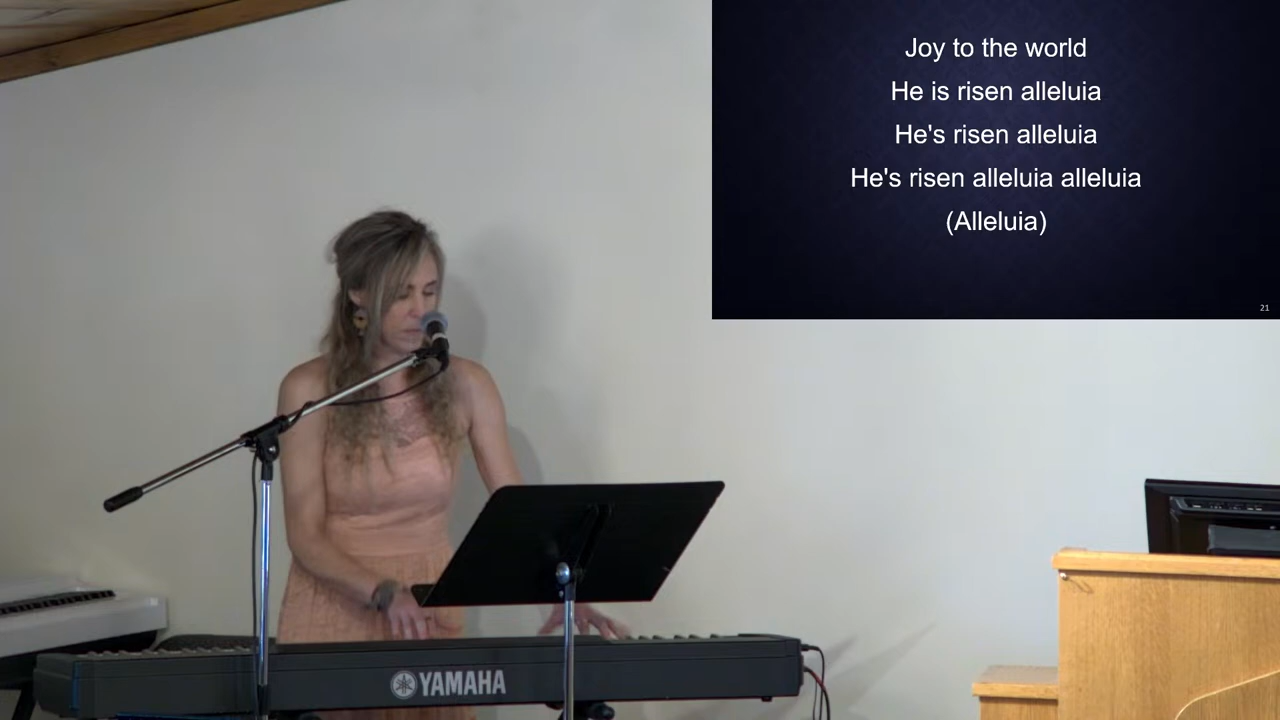 Joy to the world
He is risen alleluia
He's risen alleluia
He's risen alleluia alleluia
(Alleluia)
21
YAMAHA